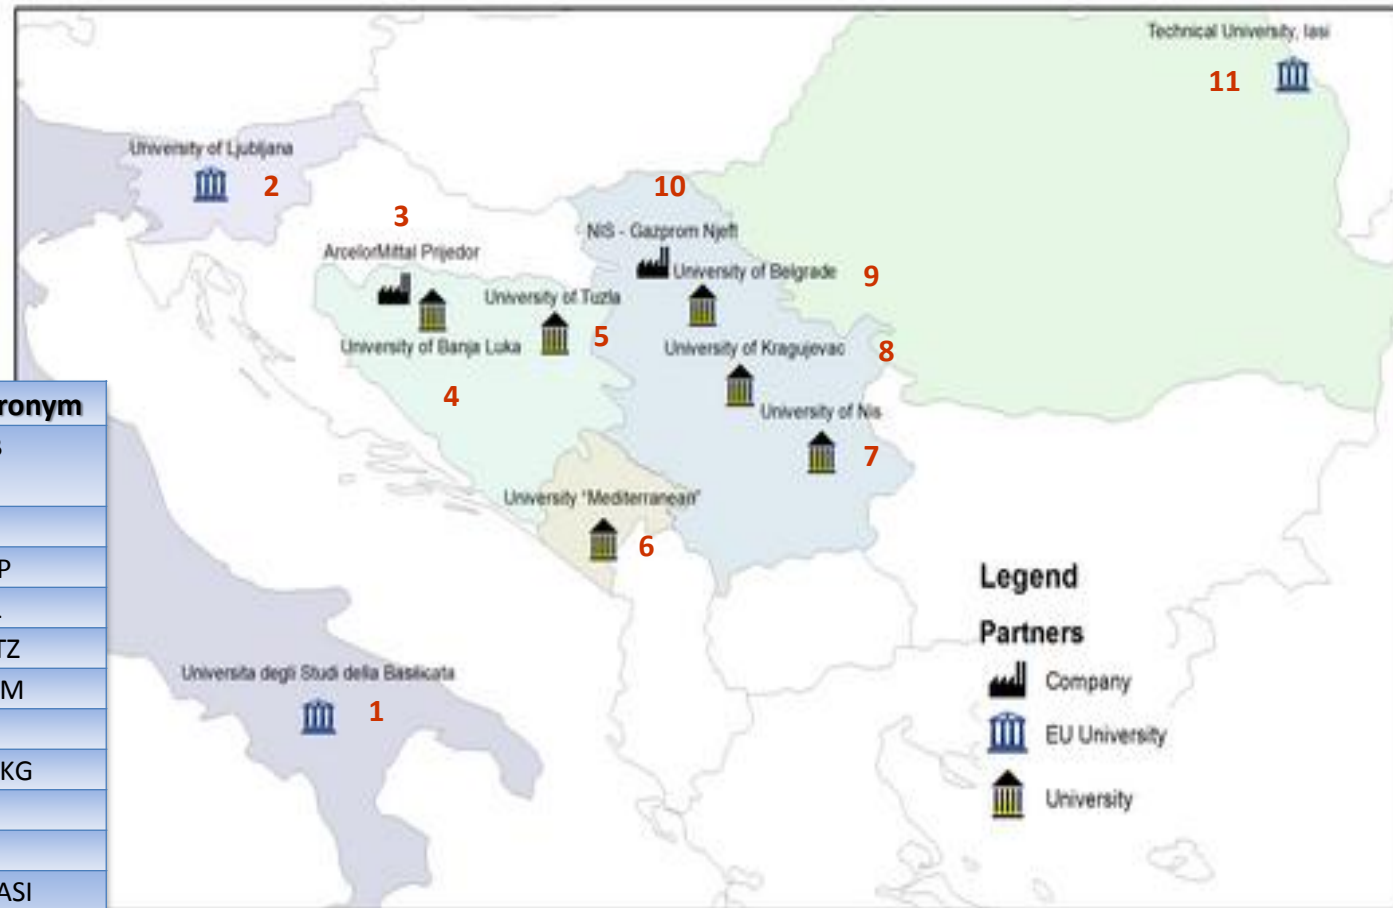 Technical University, Iasi
11
University of Ljubljana
2
10
3
NIS - Gazprom Njeft
ArcelorMittal Prijedor
University of Belgrade
9
University of Tuzla
5
University of Banja Luka
University of Kragujevac
8
4
University of Nis
7
University "Mediterranean"
6
Universita degli Studi della Basilicata
1
Legend
Partners
Company
EU University
University
ronym
P
TZ
M
KG
ASI